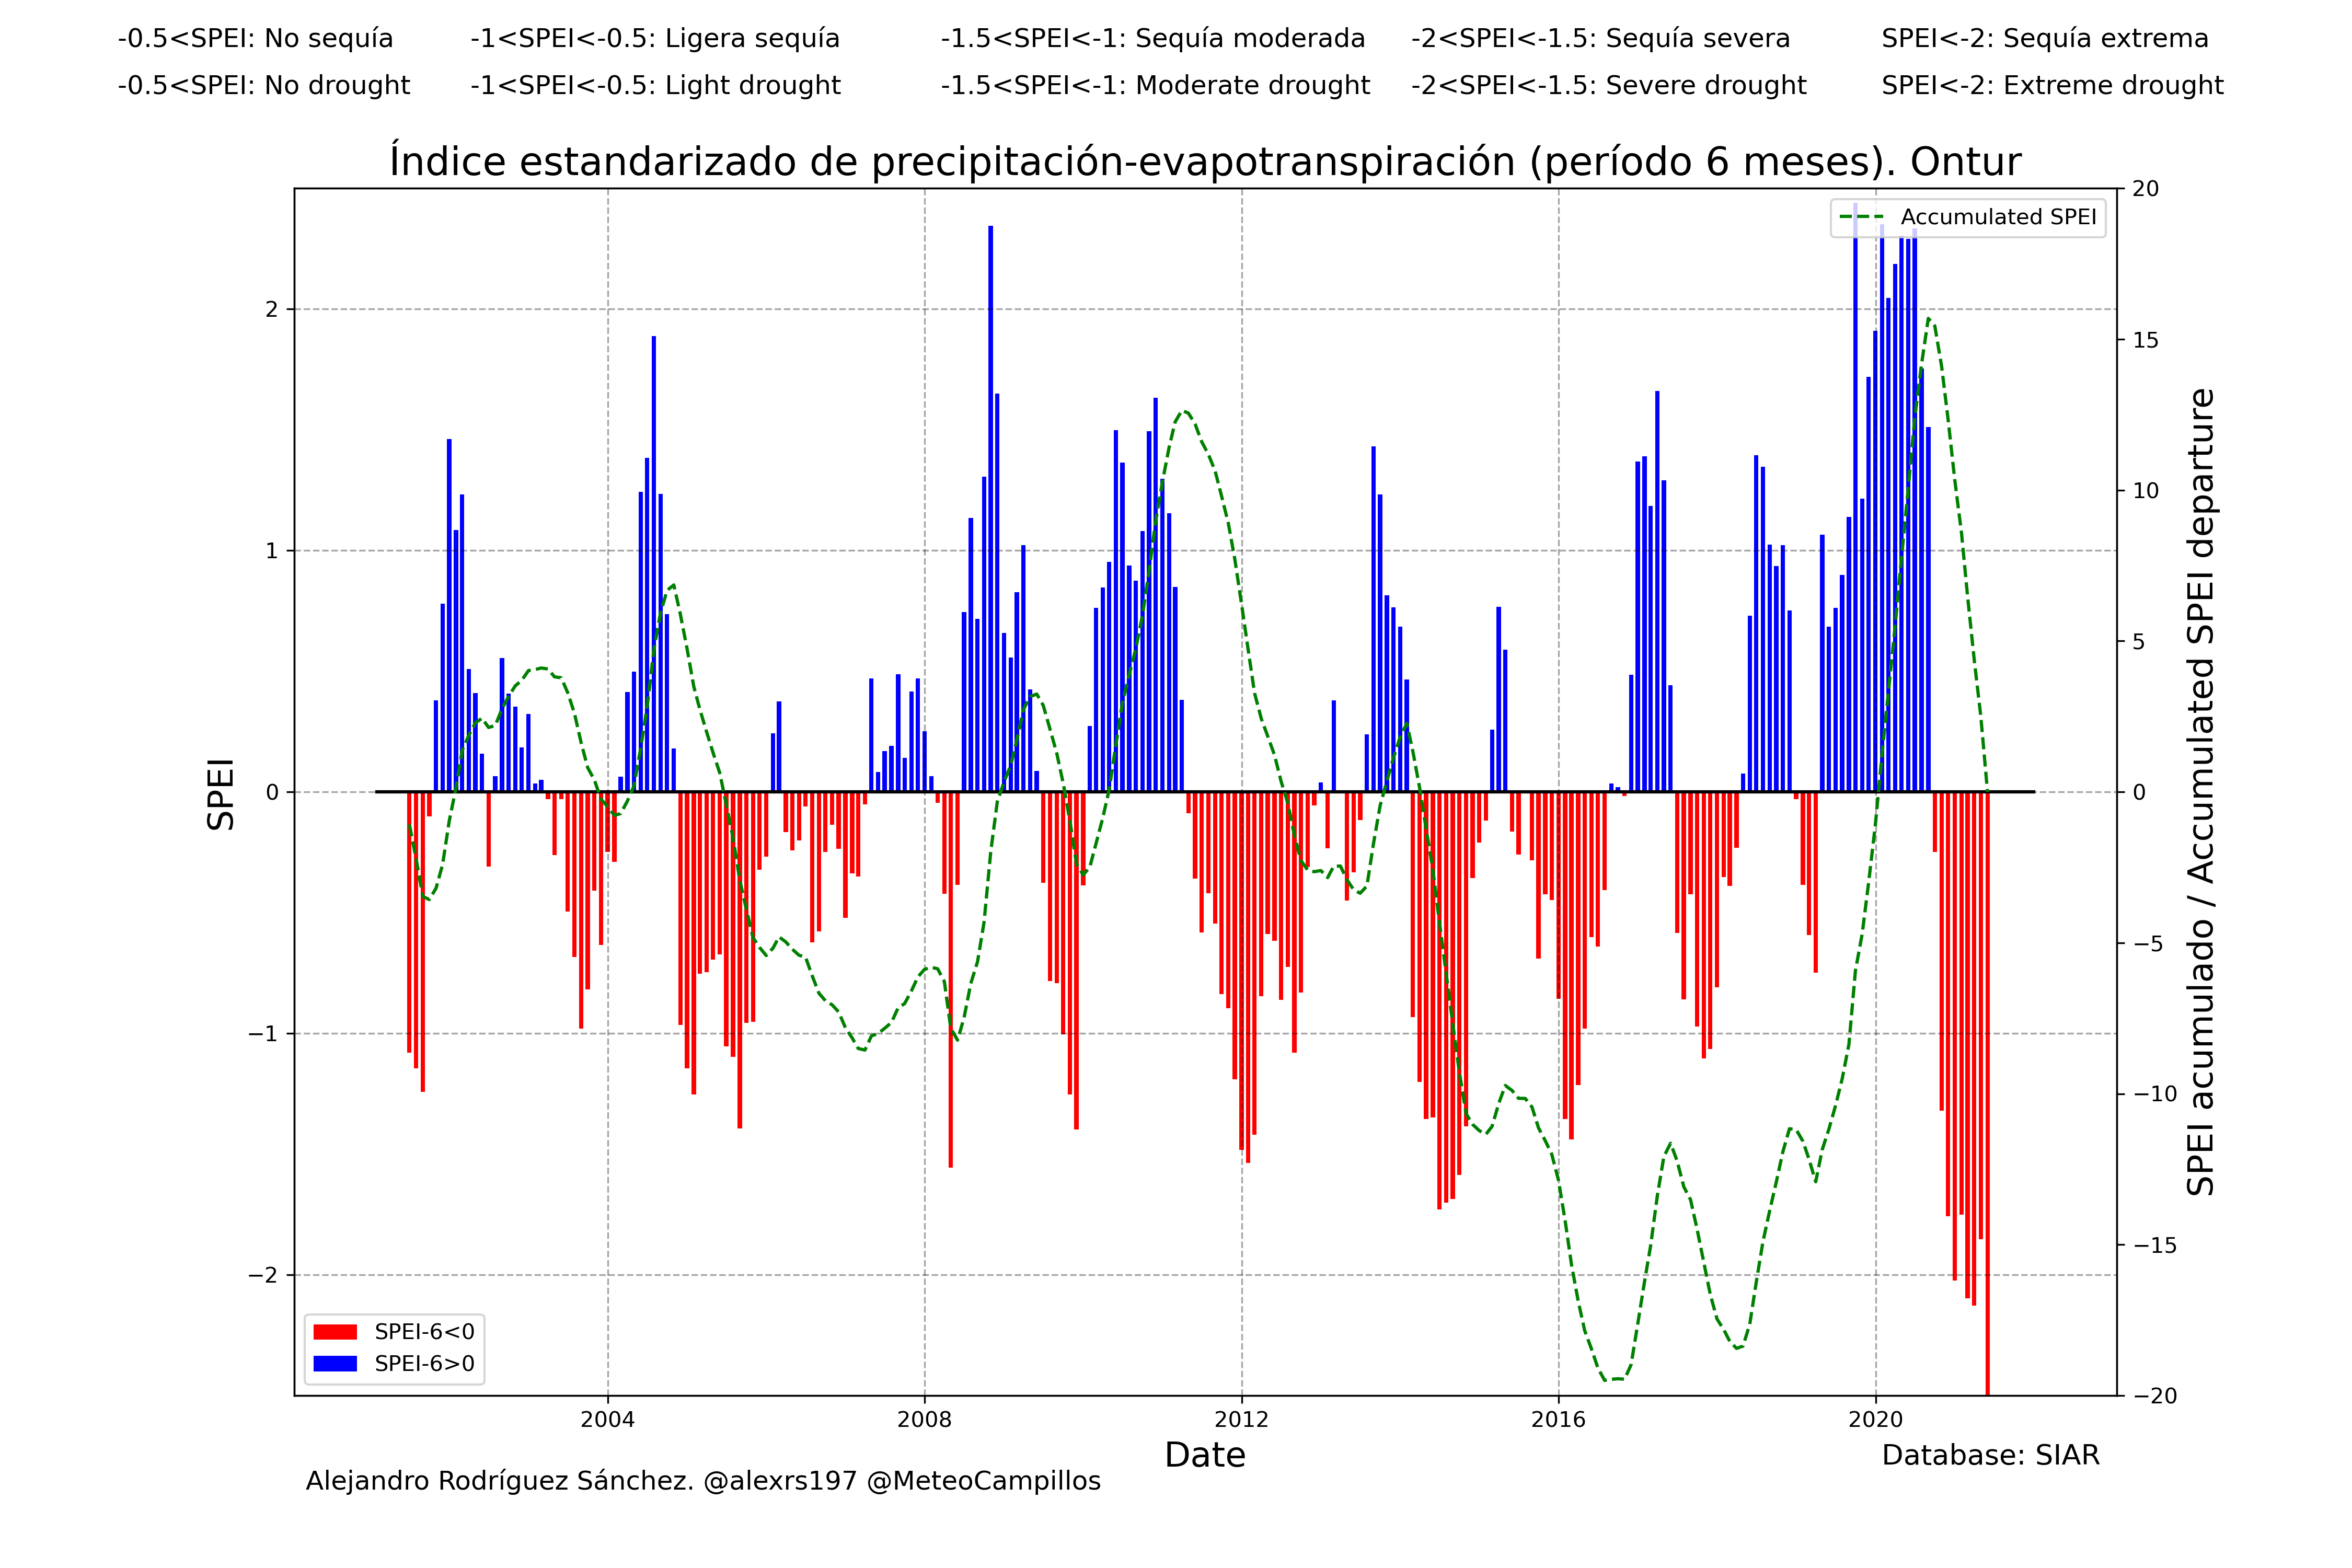 -0.5<SPEI: No sequía -1<SPEI<-0.5: Ligera sequía -1.5<SPEI<-1: Sequía moderada -2<SPEI<-1.5: Sequía severa SPEI<-2: Sequía extrema
-0.5<SPEI: No drought -1<SPEI<-0.5: Light drought -1.5<SPEI<-1: Moderate drought -2<SPEI<-1.5: Severe drought SPEI<-2: Extreme drought
Índice estandarizado de precipitación-evapotranspiración (período 6 meses). Ontur
Accumulated SPEI
SPEI
2
1
0
−1
−2
20
15
10
5
0
−5
−10
−15
−20
SPEI acumulado / Accumulated SPEI departure
SPEI-6<0
SPEI-6>0
2004 2008 2012 2016 2020
Date
Database: SIAR
Alejandro Rodríguez Sánchez. @alexrs197 @MeteoCampillos